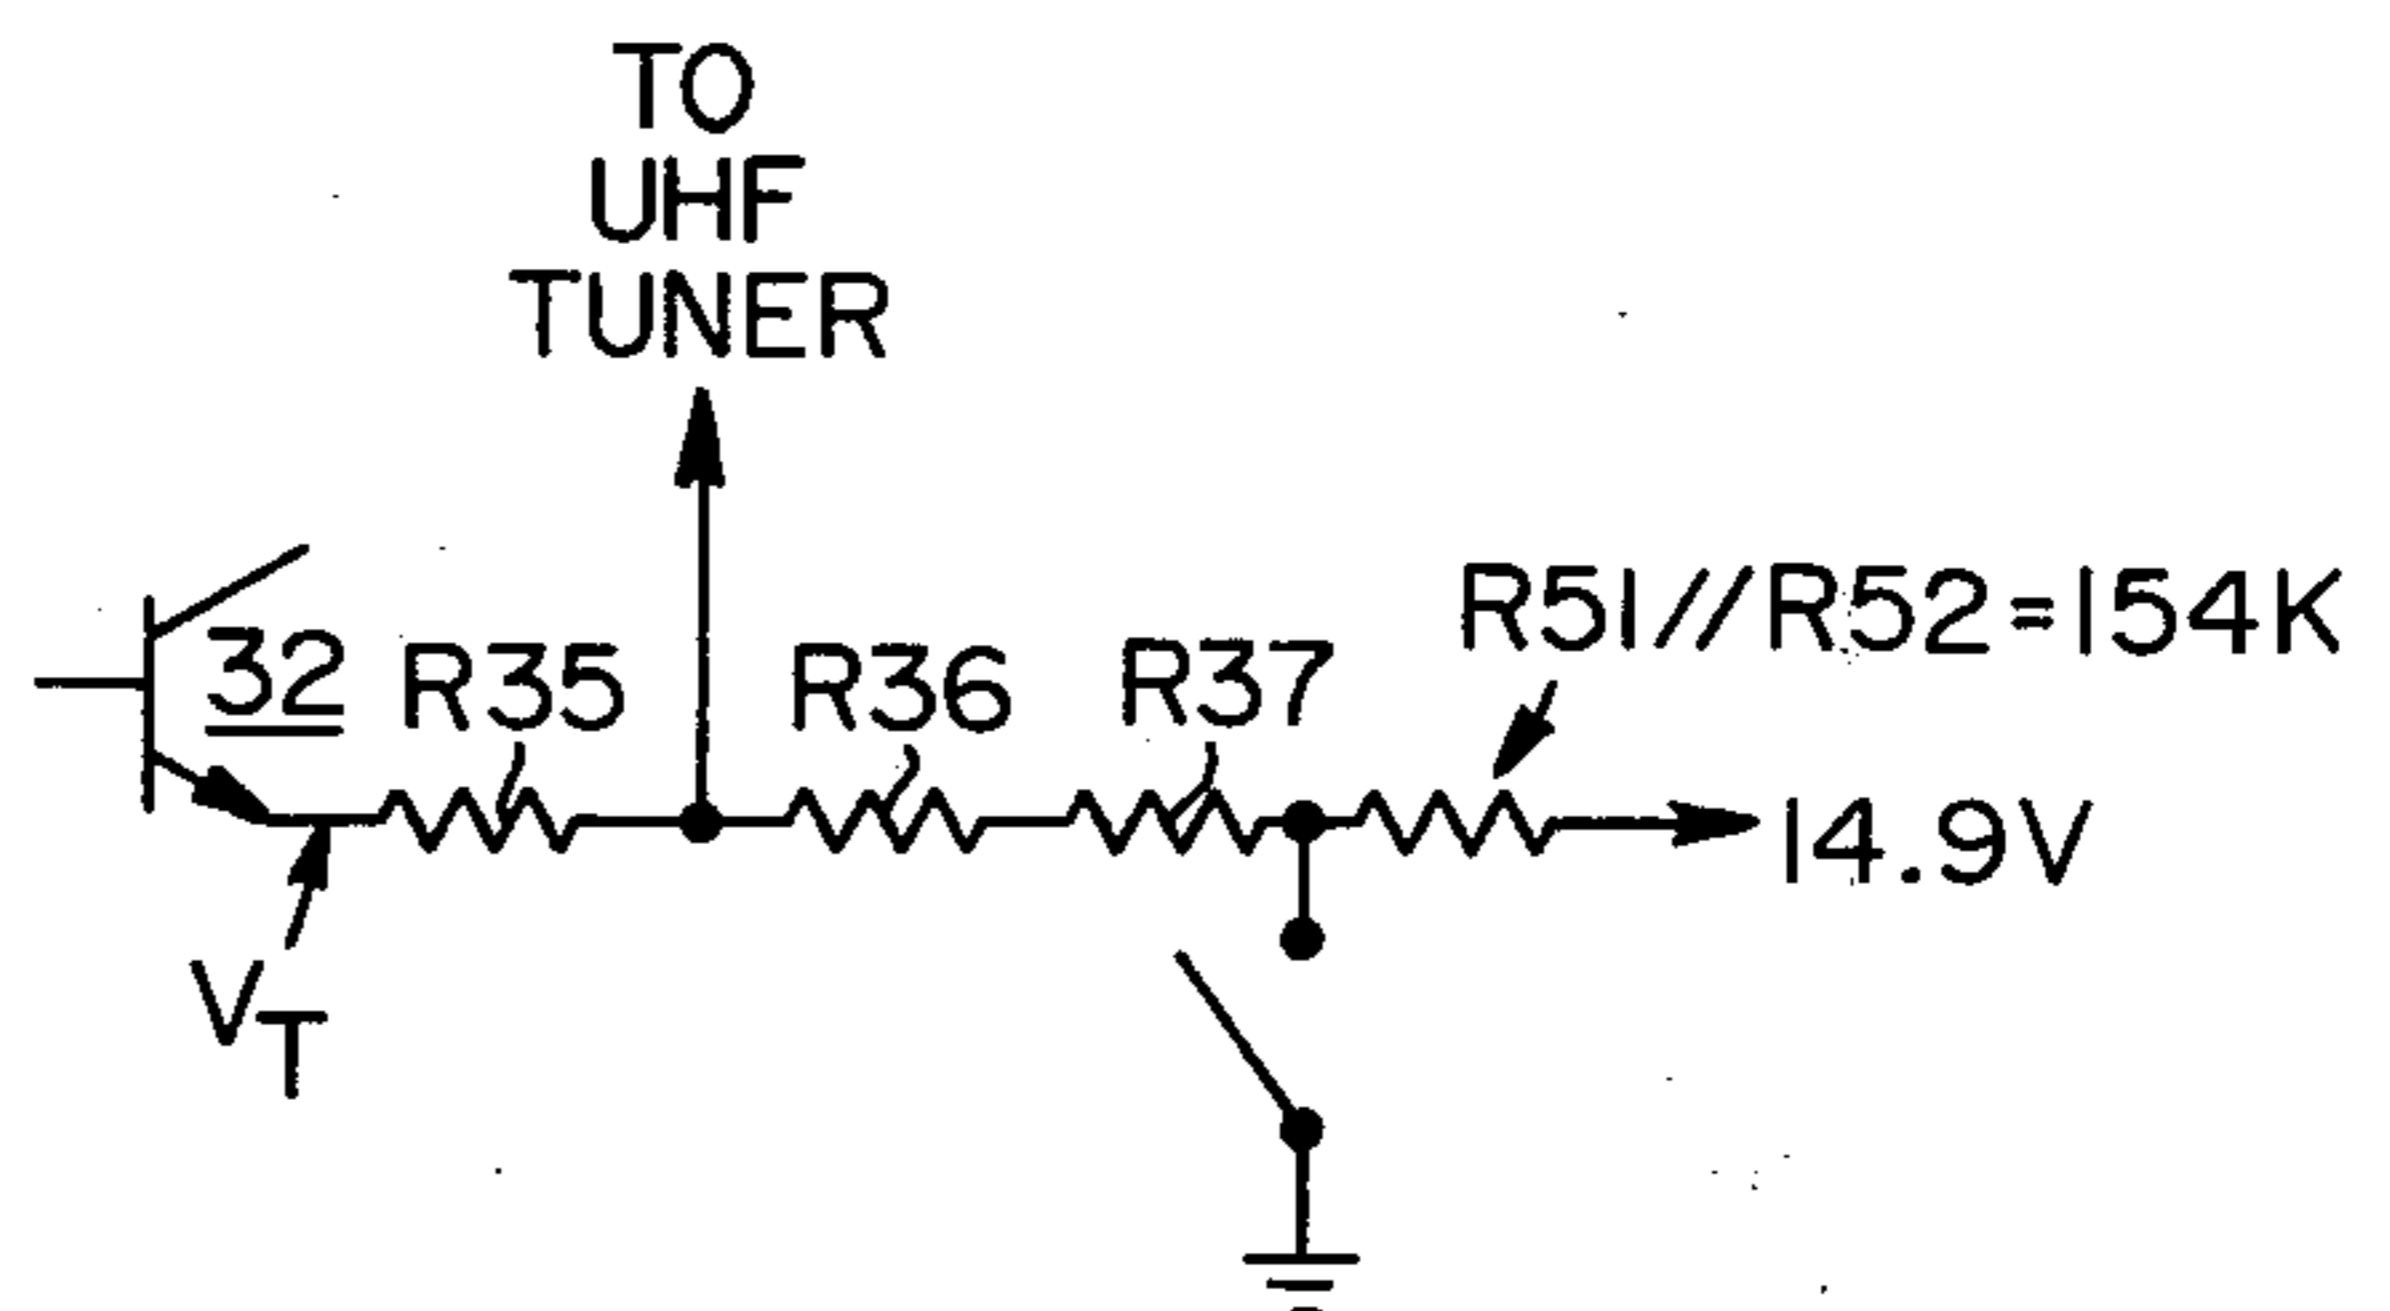 TO
UHF
TUNER
R51//R52=154K
32
R35
R36
R37
14.9V
VT